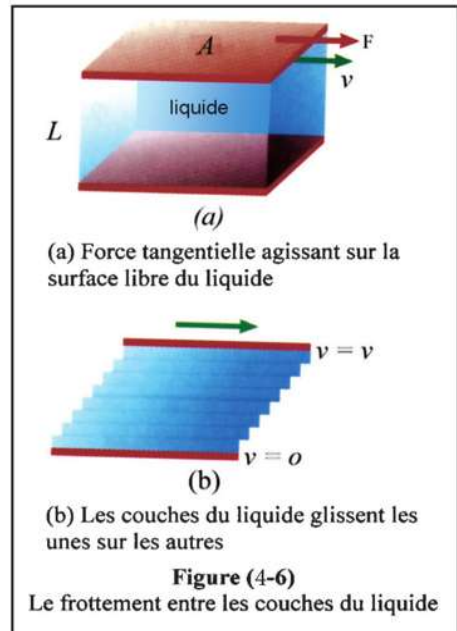 A
F
v
liquide
L
(a)
(a) Force tangentielle agissant sur la
surface libre du liquide
v = v
v = o
(b)
(b) Les couches du liquide glissent les
unes sur les autres
Figure (4-6)
Le frottement entre les couches du liquide